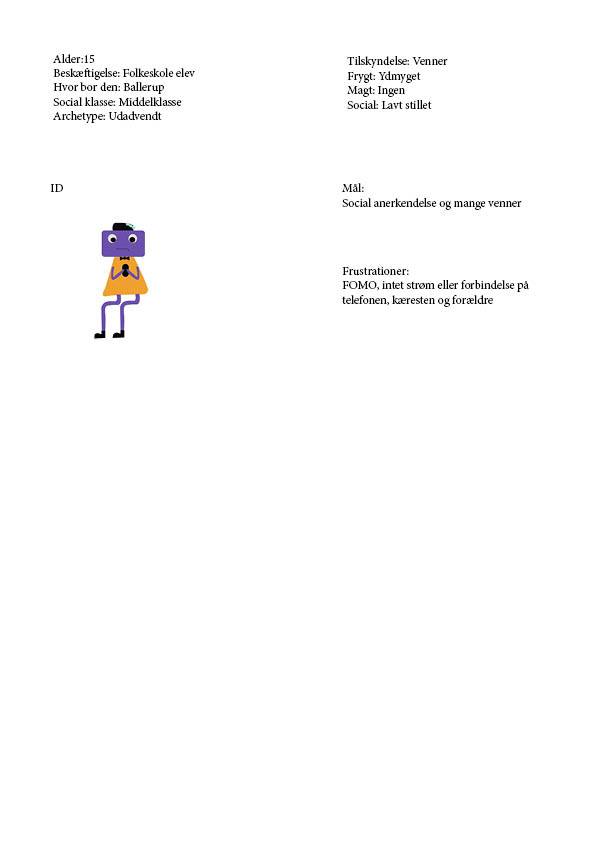 Alder:15
Beskæftigelse: Folkeskole elev
Hvor bor den: Ballerup
Social klasse: Middelklasse
Archetype: Udadvendt
Tilskyndelse: Venner
Frygt: Ydmyget
Magt: Ingen
Social: Lavt stillet
ID
Mål:
Social anerkendelse og mange venner
Frustrationer:
FOMO, intet strøm eller forbindelse på
telefonen, kæresten og forældre